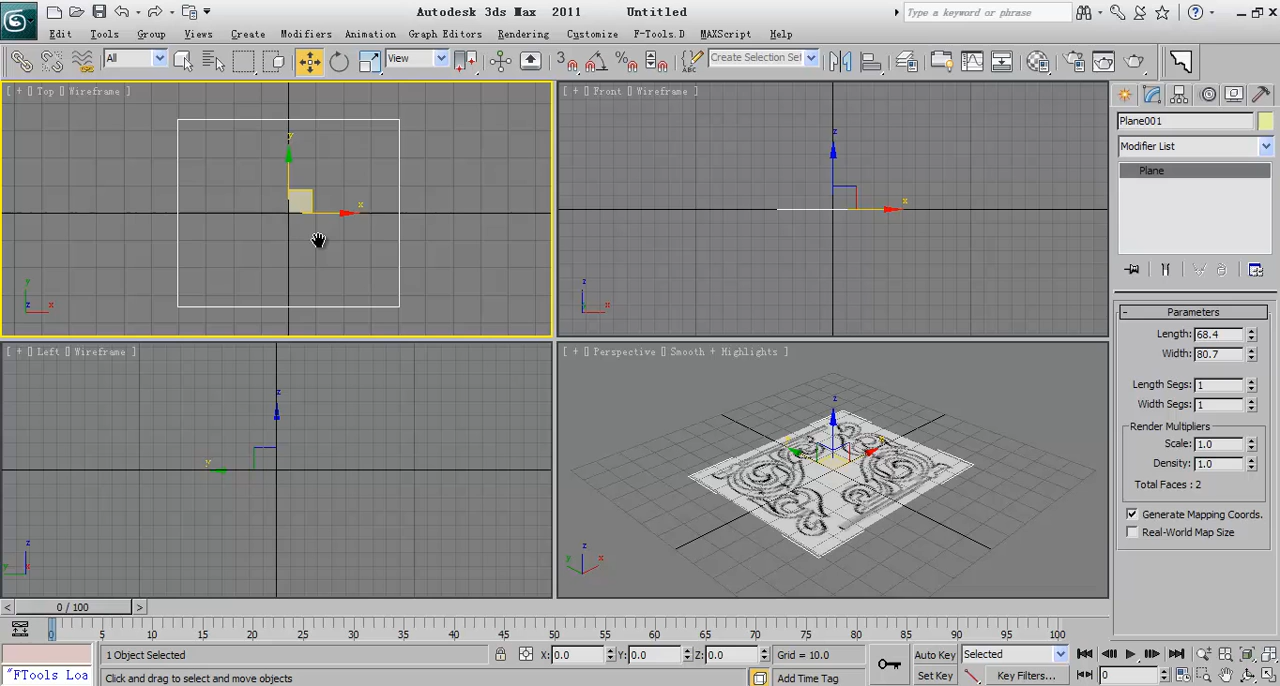 Autodesk 3ds Max 2011 Untitled
Type a keyword or phrase
Edit Tools Group Views Create Modifiers Animation Graph Editors Rendering Customize F-Tools.D MAXScript Help
All View Create Selection Sel
[ + [] Top [] Wireframe ]
y
x
y
z x
[ + [] Front [] Wireframe ]
z
x
z
x
[ + [] Left [] Wireframe ]
z
y
z
y
[ + [] Perspective [] Smooth + Highlights ]
z
z
y x
Plane001
Modifier List
Plane
- Parameters
Length: 68.4
Width: 80.7
Length Segs: 1
Width Segs: 1
Render Multipliers
Scale: 1.0
Density: 1.0
Total Faces : 2
Generate Mapping Coords.
Real-World Map Size
< 0 / 100 >
0 5 10 15 20 25 30 35 40 45 50 55 60 65 70 75 80 85 90 95 100
1 Object Selected X: 0.0 Y: 0.0 Z: 0.0 Grid = 10.0 Auto Key Selected
"FTools Loa Click and drag to select and move objects Add Time Tag Set Key Key Filters... 0